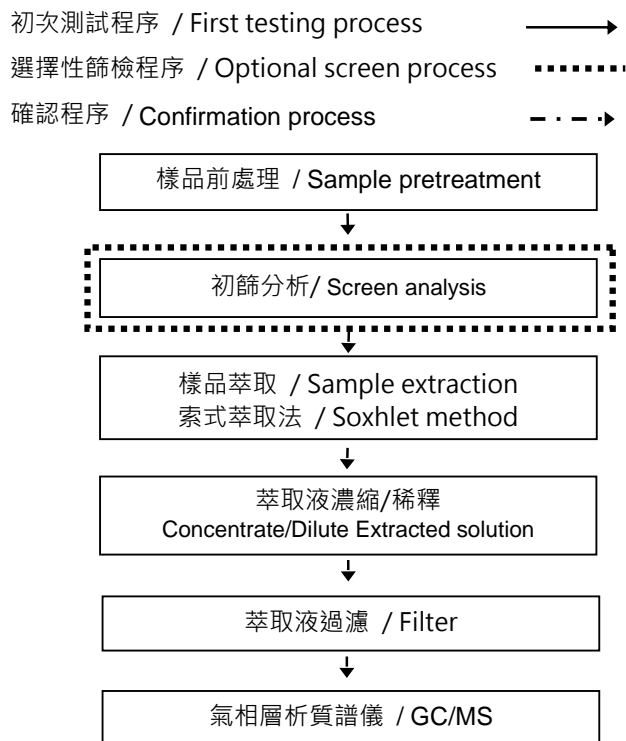 初次測試程序 / First testing process
選擇性篩檢程序 / Optional screen process
確認程序 / Confirmation process
樣品前處理 / Sample pretreatment
初篩分析/ Screen analysis
樣品萃取 / Sample extraction
索式萃取法 / Soxhlet method
萃取液濃縮/稀釋
Concentrate/Dilute Extracted solution
萃取液過濾 / Filter
氣相層析質譜儀 / GC/MS